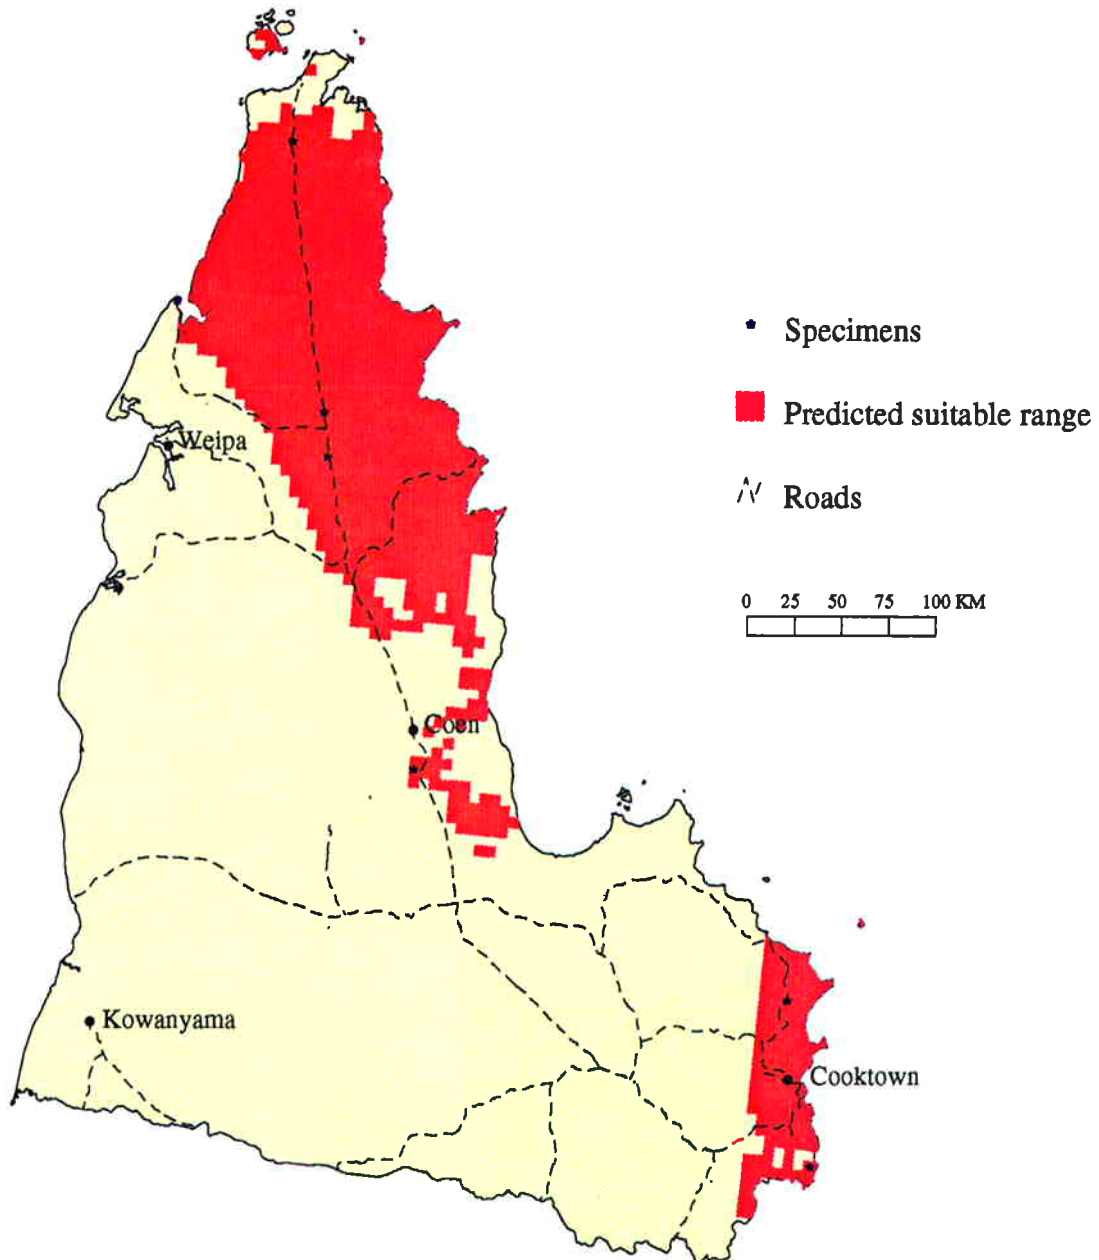 Specimens
Predicted suitable range
Weipa
Roads
0 25 50 75 100 KM
Coen
Kowanyama
Cooktown